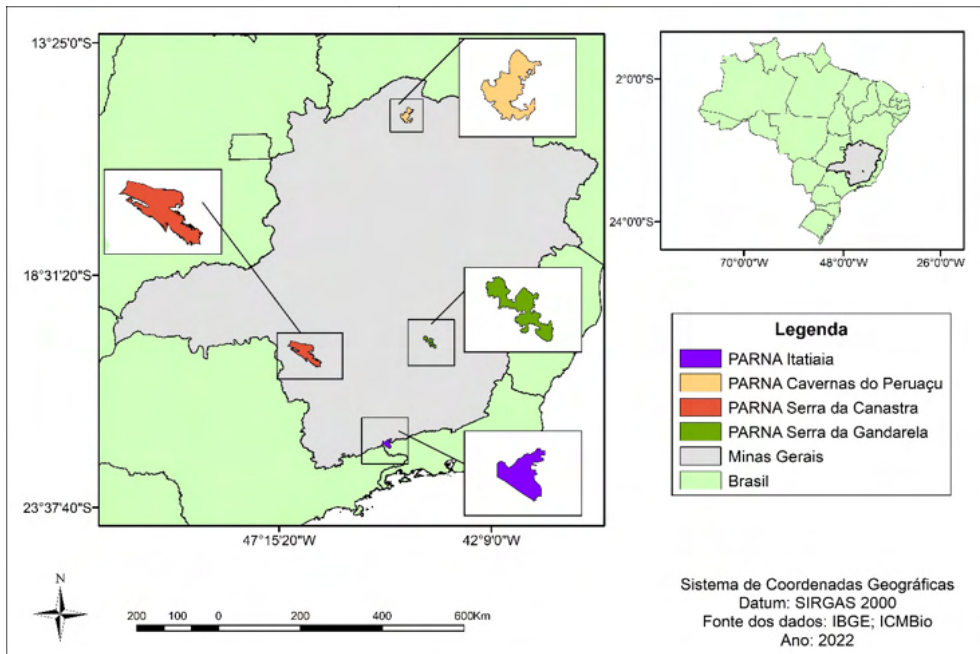 13°25'0"S
18°31'20"S
23°37'40"S
47°15'20"W
42°9'0"W
2°0'0"S
24°0'0"S
70°0'0"W
48°0'0"W
26°0'0"W
Legenda
PARNA Itatiaia
PARNA Cavernas do Peruaçu
PARNA Serra da Canastra
PARNA Serra da Gandarela
Minas Gerais
Brasil
N
200 100 0 200 400 600Km
Sistema de Coordenadas Geográficas
Datum: SIRGAS 2000
Fonte dos dados: IBGE; ICMBio
Ano: 2022